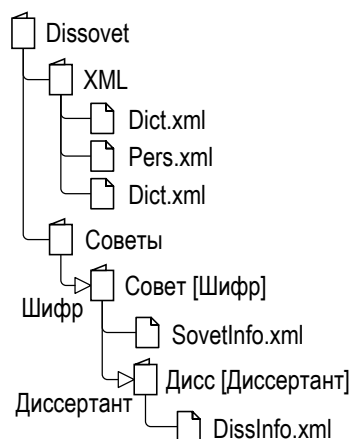 Dissovet
XML
Dict.xml
Pers.xml
Dict.xml
Советы
Совет [Шифр]
Шифр
SovetInfo.xml
Дисс [Диссертант]
Диссертант
DissInfo.xml